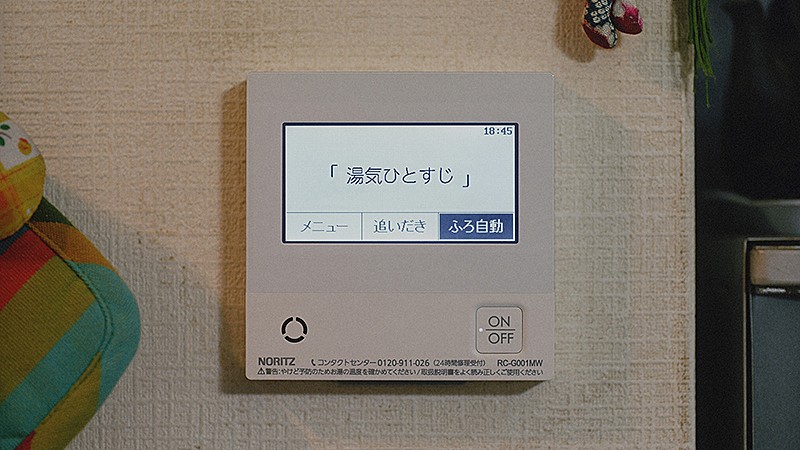 18:45
「 湯気ひとすじ 」
メニュー 追いだき ふろ自動
ON
OFF
NORITZ コンタクトセンター 0120-911-026 (24時間修理受付) RC-G001MW
警告:やけど予防のためお湯の温度を確かめてください / 取扱説明書をよく読み正しくご使用ください